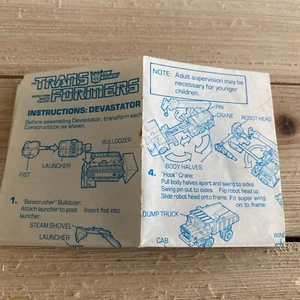 TRANSFORMERS
INSTRUCTIONS: DEVASTATOR
Before assembling Devastator, transform each
Constructicon as shown.
BULLDOZER
LAUNCHER
FIST
1. "Bonecrusher" Bulldozer:
Attach launcher to post. Insert fist into
launcher.
STEAM SHOVEL
LAUNCHER
NOTE: Adult supervision may be
necessary for younger
children.
PIN
CRANE
ROBOT HEAD
BODY HALVES
4. "Hook" Crane:
Pull body halves apart and swing to sides.
Swing pin out to sides. Flip robot head up.
Slide robot head onto frame. Fit super wing
on to frame.
DUMP TRUCK
CAB